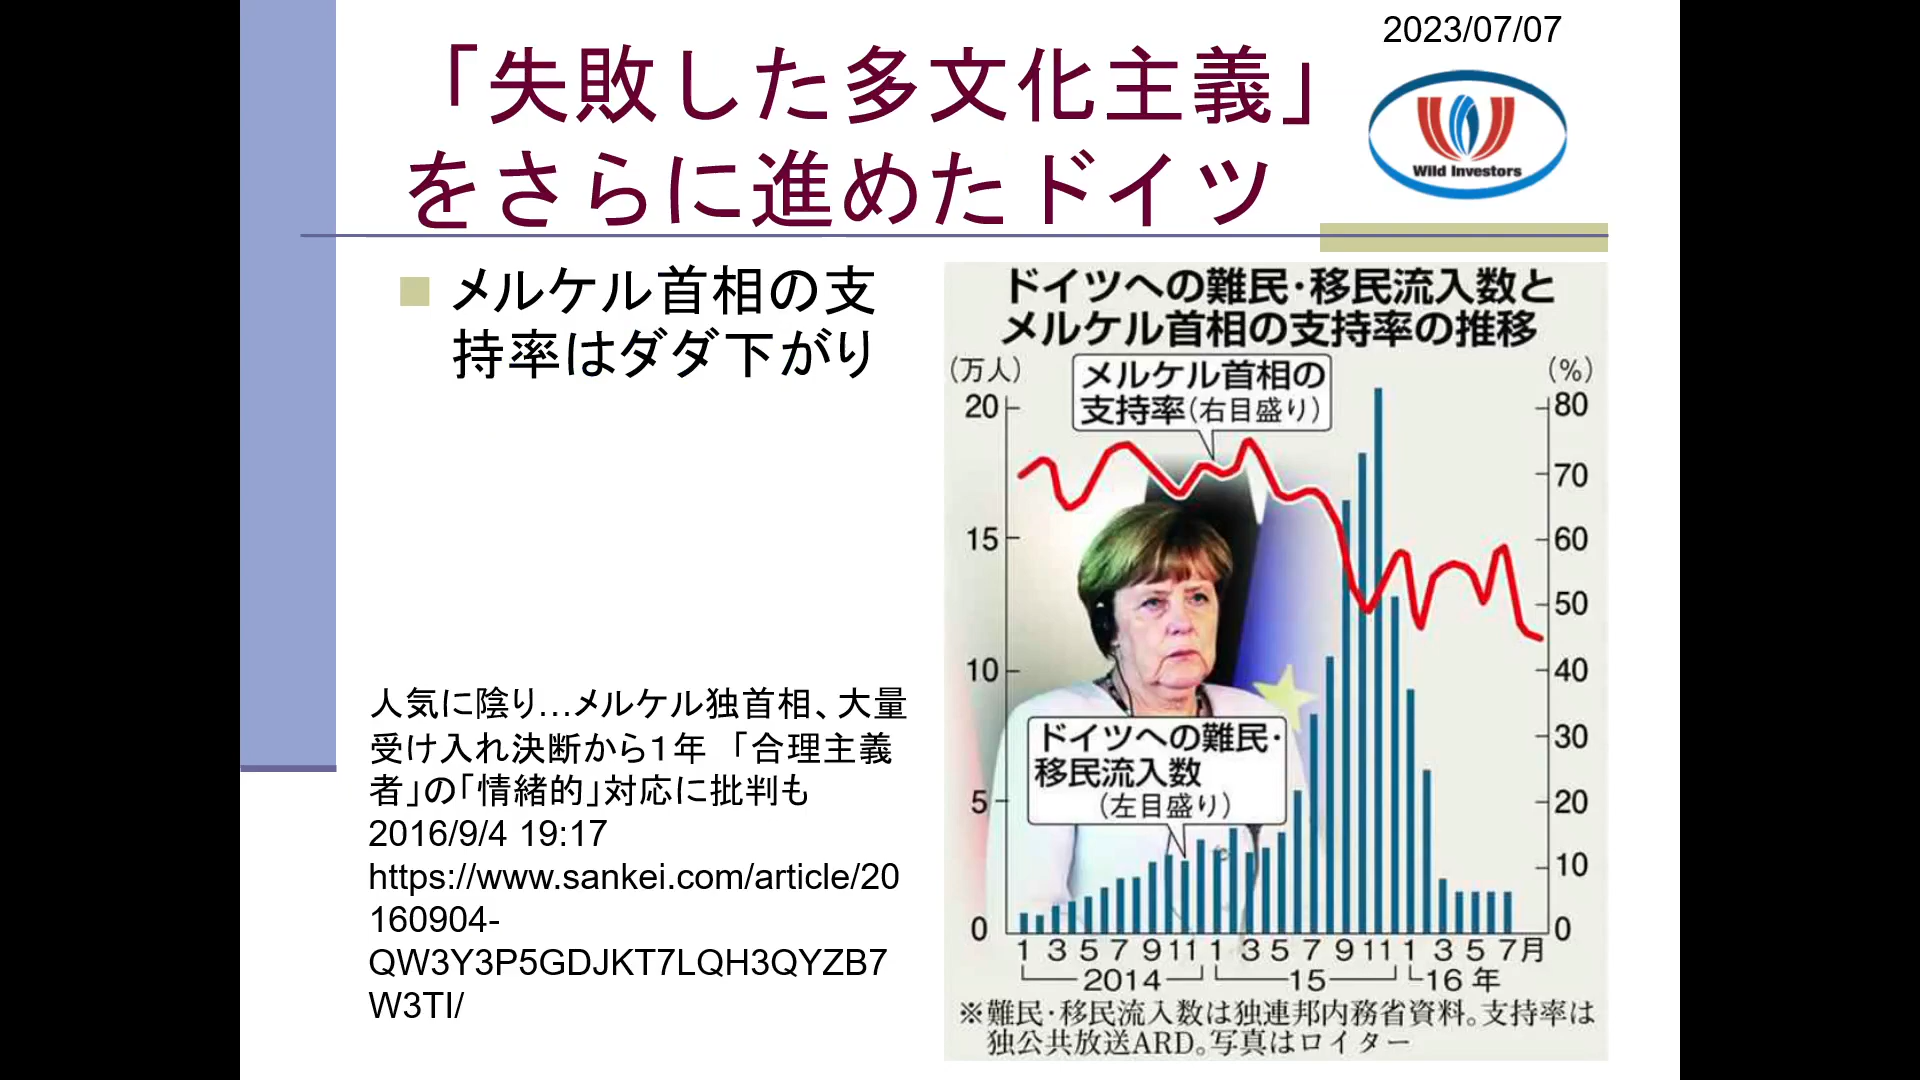 2023/07/07
「失敗した多文化主義」
をさらに進めたドイツ
Wild Investors
メルケル首相の支
持率はダダ下がり
人気に陰り…メルケル独首相、大量
受け入れ決断から１年　「合理主義
者」の「情緒的」対応に批判も
2016/9/4 19:17
https://www.sankei.com/article/20
160904-
QW3Y3P5GDJKT7LQH3QYZB7
W3TI/
ドイツへの難民・移民流入数と
メルケル首相の支持率の推移
(万人)
(%)
メルケル首相の
支持率(右目盛り)
20
15
10
5
0
80
70
60
50
40
30
20
10
0
ドイツへの難民・
移民流入数
(左目盛り)
1 3 5 7 9 11 1 3 5 7 9 11 1 3 5 7月
2014 15 16 年
※難民・移民流入数は独連邦内務省資料。支持率は
独公共放送ARD。写真はロイター